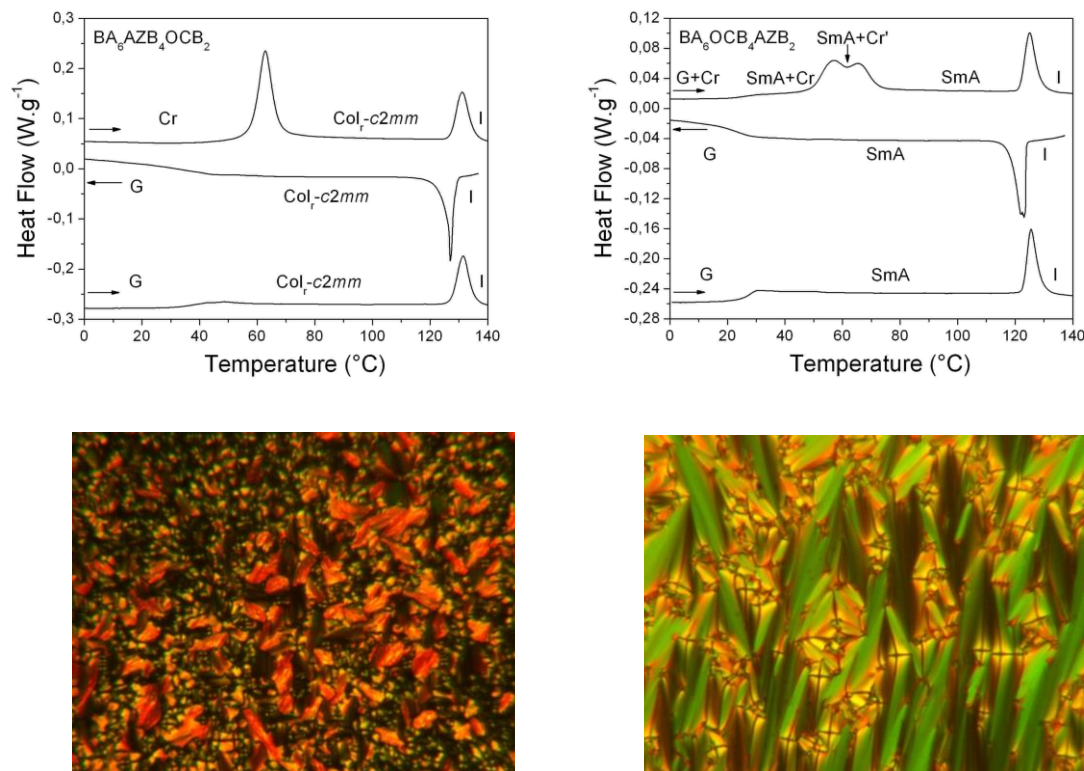 BA₆AZB₄OCB₂
Heat Flow (W.g⁻¹)
0,3
0,2
0,1
0,0
-0,1
-0,2
-0,3
Cr
Colᵣ-c2mm
I
G
Colᵣ-c2mm
I
G
Colᵣ-c2mm
I
0 20 40 60 80 100 120 140
Temperature (°C)
BA₆OCB₄AZB₂
Heat Flow (W.g⁻¹)
0,12
0,08
0,04
0,00
-0,04
-0,08
-0,12
-0,16
-0,20
-0,24
-0,28
SmA+Cr'
G+Cr
SmA+Cr
SmA
I
G
SmA
I
G
SmA
I
0 20 40 60 80 100 120 140
Temperature (°C)